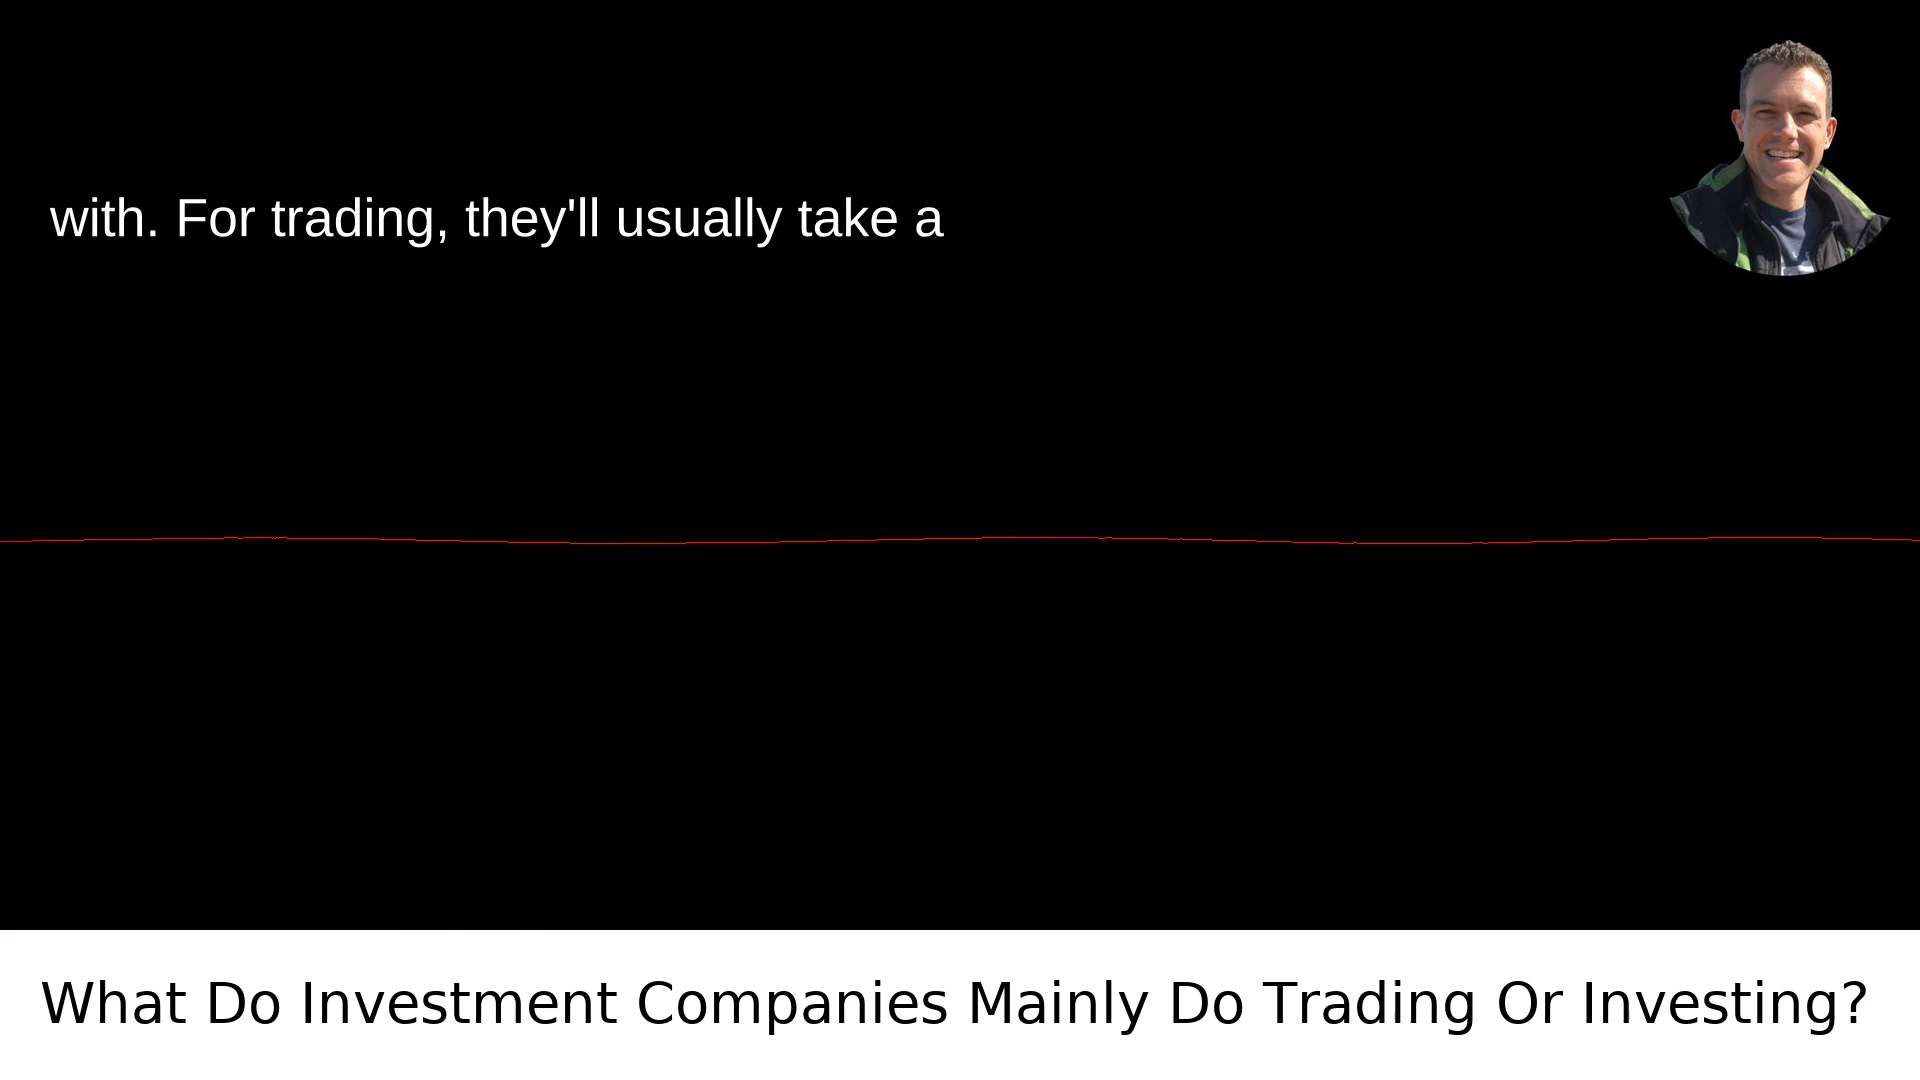 with. For trading, they'll usually take a
What Do Investment Companies Mainly Do Trading Or Investing?